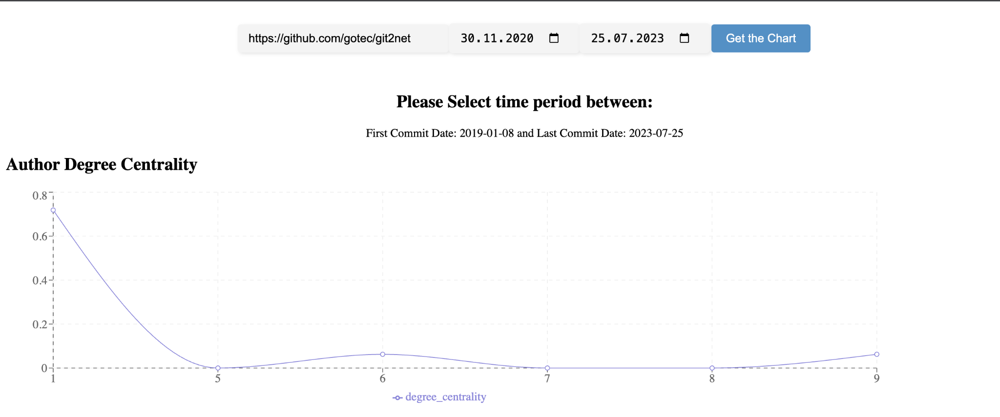 https://github.com/gotec/git2net 30.11.2020 25.07.2023 Get the Chart
Please Select time period between:
First Commit Date: 2019-01-08 and Last Commit Date: 2023-07-25
Author Degree Centrality
0.8
0.6
0.4
0.2
0
1 5 6 7 8 9
degree_centrality